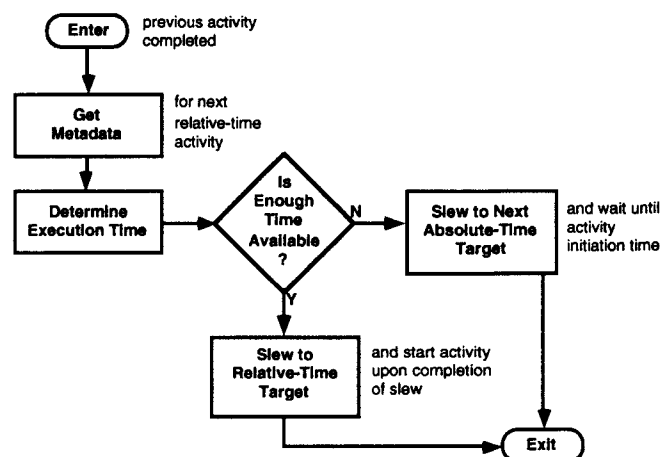 Enter
previous activity
completed
Get
Metadata
for next
relative-time
activity
Determine
Execution Time
Is
Enough
Time
Available
?
N
Y
Slew to Next
Absolute-Time
Target
and wait until
activity
initiation time
Slew to
Relative-Time
Target
and start activity
upon completion
of slew
Exit